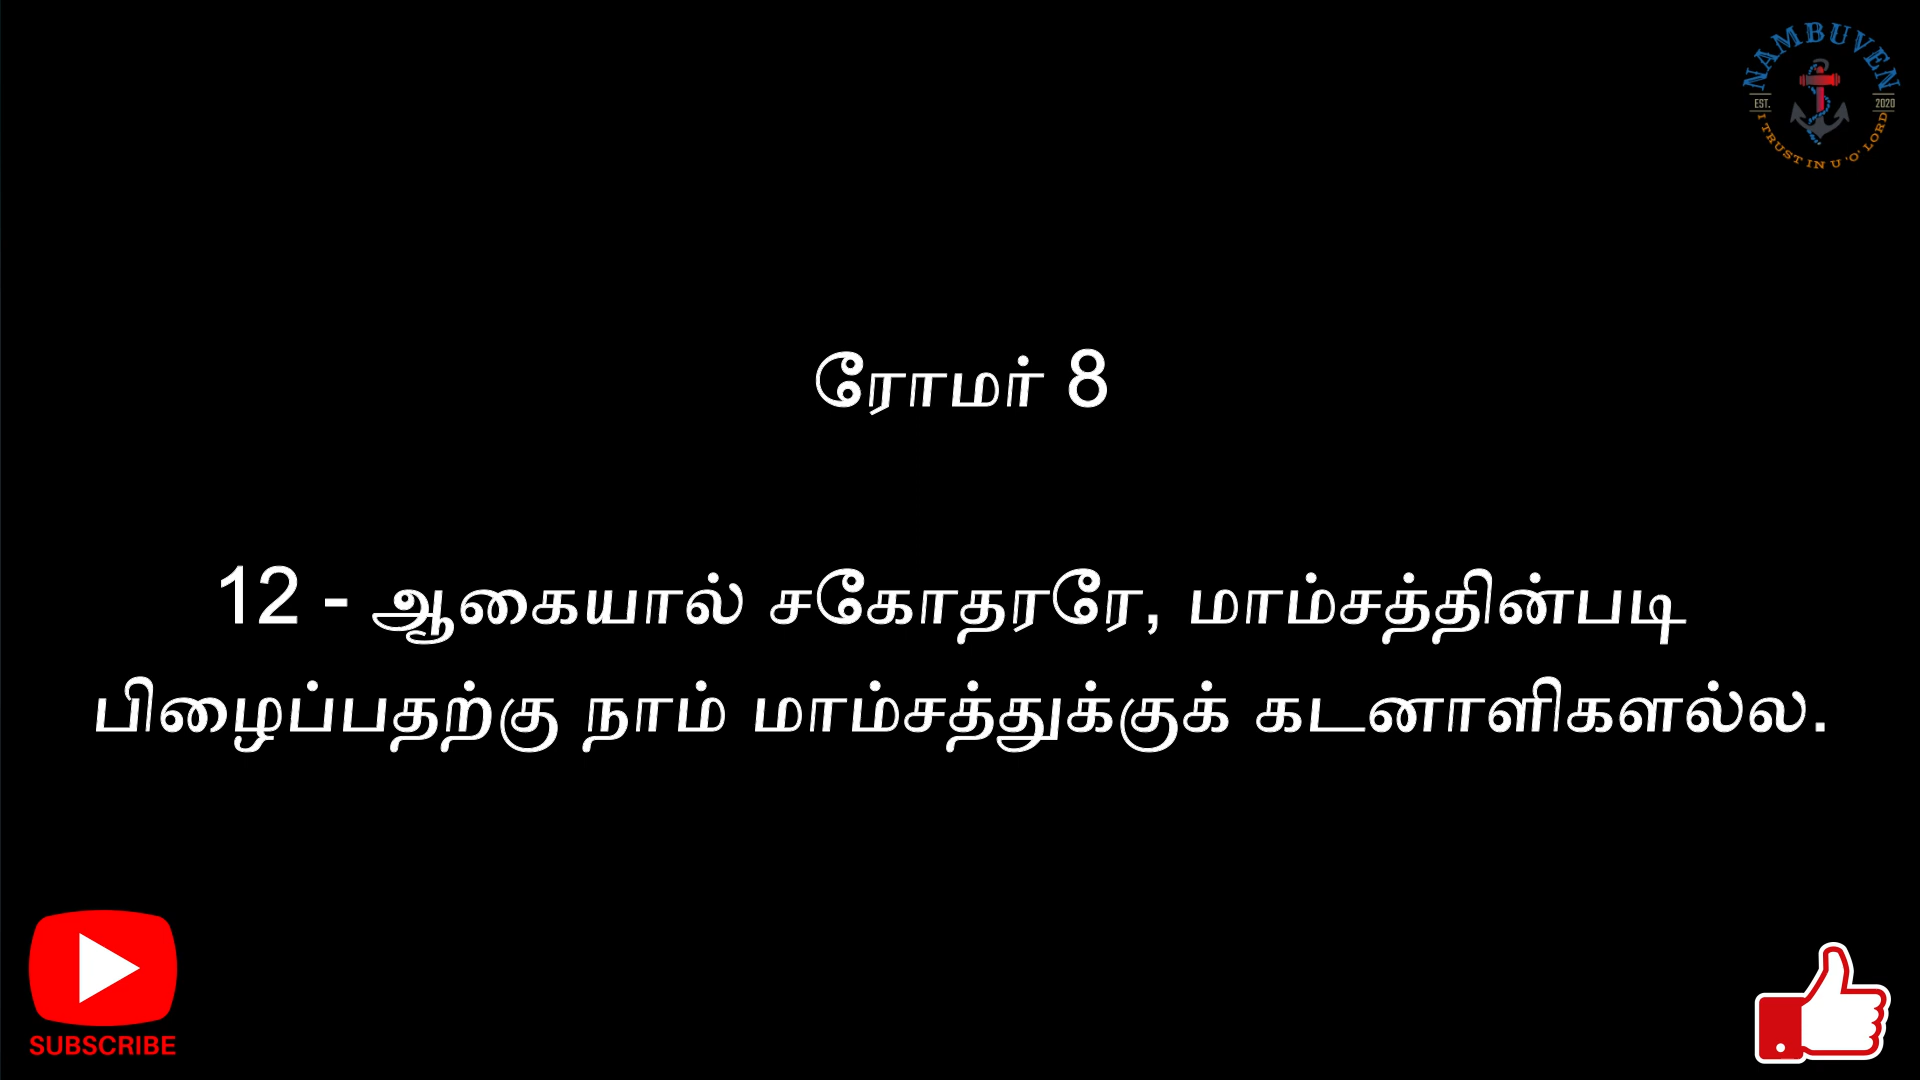 NAMBUVEN
EST. 2020
I TRUST IN U 'O' LORD
ரோமர் 8
12 - ஆகையால் சகோதரரே, மாம்சத்தின்படி
பிழைப்பதற்கு நாம் மாம்சத்துக்குக் கடனாளிகளல்ல.
SUBSCRIBE